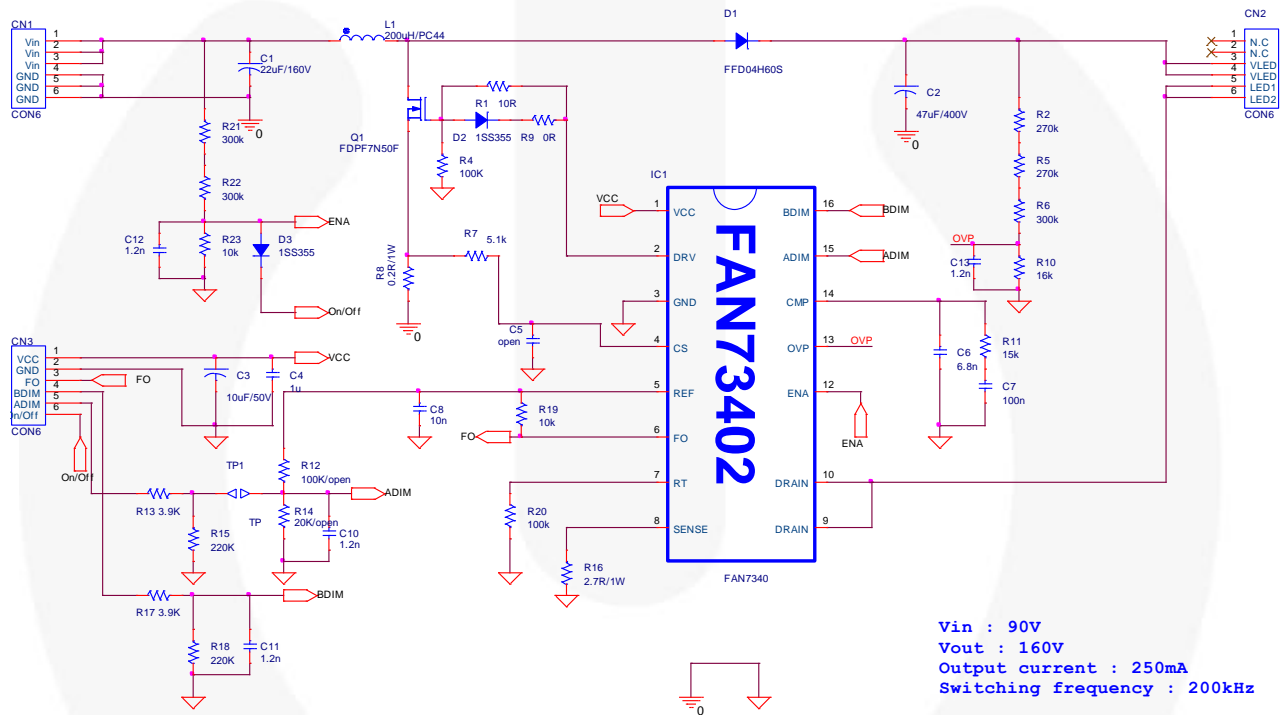 CN1
1
2
3
4
5
6
Vin
Vin
Vin
GND
GND
GND
CON6
L1
200uH/PC44
C1
22uF/160V
0
D1
FFD04H60S
C2
47uF/400V
0
CN2
1
2
3
4
5
6
N.C
N.C
VLED
VLED
LED1
LED2
CON6
R21
300k
R22
300k
C12
1.2n
R23
10k
D3
1SS355
ENA
On/Off
Q1
FDPF7N50F
R1
10R
D2 1SS355
R9 0R
R4
100K
R7
5.1k
R8
0.2R/1W
0
C5
open
R2
270k
R5
270k
R6
300k
OVP
C13
1.2n
R10
16k
IC1
VCC
1
2
3
4
5
6
7
8
VCC
DRV
GND
CS
REF
FO
RT
SENSE
FAN73402
BDIM
ADIM
CMP
OVP
ENA
DRAIN
DRAIN
16
15
14
13
12
10
9
BDIM
ADIM
OVP
ENA
FAN7340
C6
6.8n
R11
15k
C7
100n
CN3
1
2
3
4
5
6
VCC
GND
FO
BDIM
ADIM
On/Off
CON6
VCC
FO
On/Off
C3
10uF/50V
C4
1u
C8
10n
R19
10k
FO
R12
100K/open
TP1
TP
ADIM
R13 3.9K
R15
220K
R14
20K/open
C10
1.2n
R20
100k
R16
2.7R/1W
R17 3.9K
BDIM
R18
220K
C11
1.2n
0
Vin : 90V
Vout : 160V
Output current : 250mA
Switching frequency : 200kHz